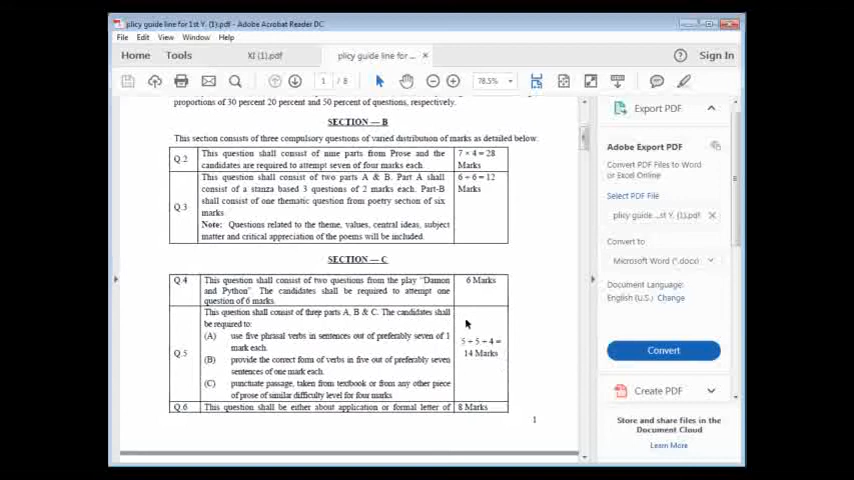 plicy guide line for 1st Y. (1).pdf - Adobe Acrobat Reader DC
File Edit View Window Help
Home Tools XI (1).pdf plicy guide line for ... × Sign In
1 / 8 78.5%
proportions of 30 percent 20 percent and 50 percent of questions, respectively.
SECTION — B
This section consists of three compulsory questions of varied distribution of marks as detailed below.
Q.2 This question shall consist of nine parts from Prose and the 7 × 4 = 28
candidates are required to attempt seven of four marks each. Marks
This question shall consist of two parts A & B. Part A shall 6 + 6 = 12
consist of a stanza based 3 questions of 2 marks each. Part-B Marks
Q.3 shall consist of one thematic question from poetry section of six
marks
Note: Questions related to the theme, values, central ideas, subject
matter and critical appreciation of the poems will be included.
SECTION — C
Q.4 This question shall consist of two questions from the play "Damon 6 Marks
and Python". The candidates shall be required to attempt one
question of 6 marks.
This question shall consist of three parts A, B & C. The candidates shall
be required to:
(A) use five phrasal verbs in sentences out of preferably seven of 1
mark each. 5 + 5 + 4 =
Q.5 (B) provide the correct form of verbs in five out of preferably seven 14 Marks
sentences of one mark each.
(C) punctuate passage, taken from textbook or from any other piece
of prose of similar difficulty level for four marks.
Q.6 This question shall be either about application or formal letter of 8 Marks
1
Export PDF
Adobe Export PDF
Convert PDF Files to Word
or Excel Online
Select PDF File
plicy guide ...st Y. (1).pdf ×
Convert to
Microsoft Word (*.docx)
Document Language:
English (U.S.) Change
Convert
Create PDF
Store and share files in the
Document Cloud
Learn More